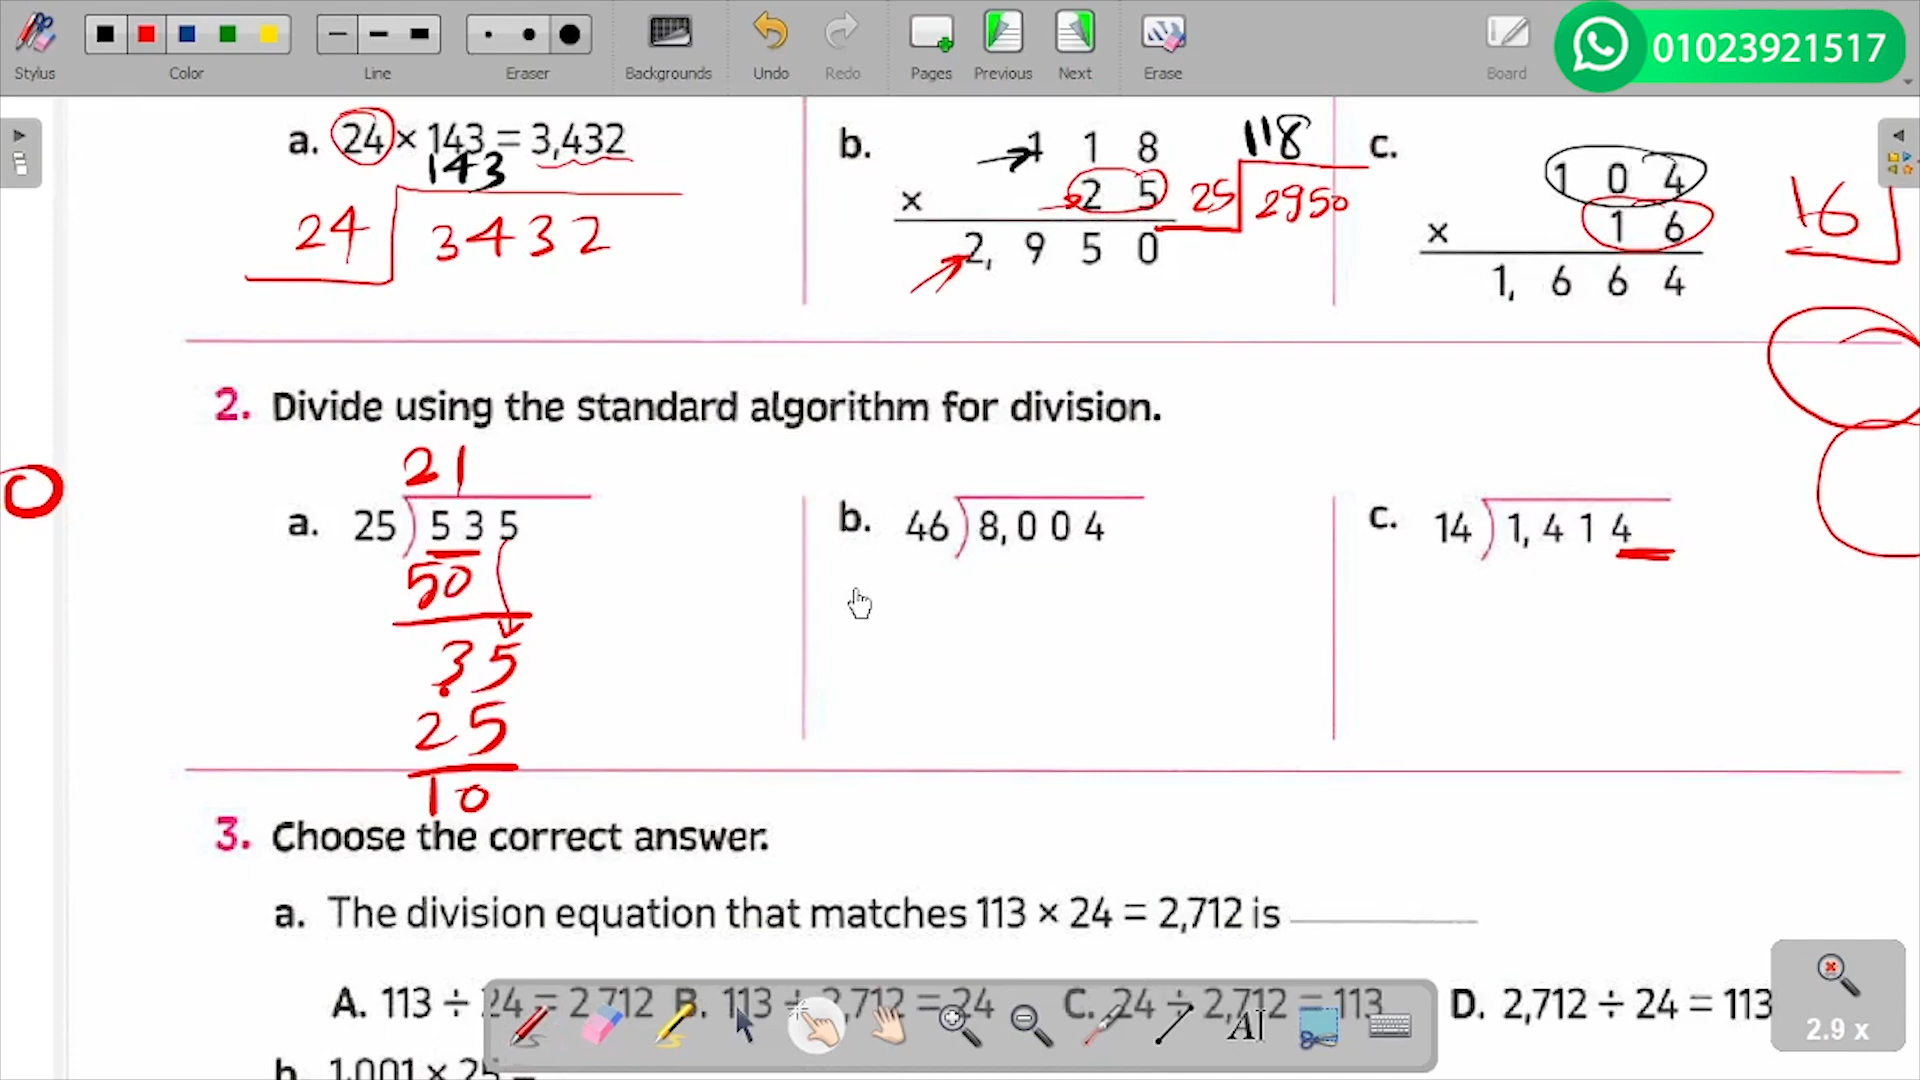 Stylus Color Line Eraser Backgrounds Undo Redo Pages Previous Next Erase Board 01023921517
a. 24 × 143 = 3,432
143
24 3432
b. 1 1 8
× 2 5
2, 9 5 0
118
25 2950
c. 1 0 4
× 1 6
1, 6 6 4
16
2. Divide using the standard algorithm for division.
21
a. 25 5 3 5
50
35
25
10
b. 46 8, 0 0 4
c. 14 1, 4 1 4
3. Choose the correct answer.
a. The division equation that matches 113 × 24 = 2,712 is
A. 113 ÷ 24 = 2,712 B. 113 ÷ 2,712 = 24 C. 24 ÷ 2,712 = 113 D. 2,712 ÷ 24 = 113
AI
2.9 x
b. 1,001 × 25 =